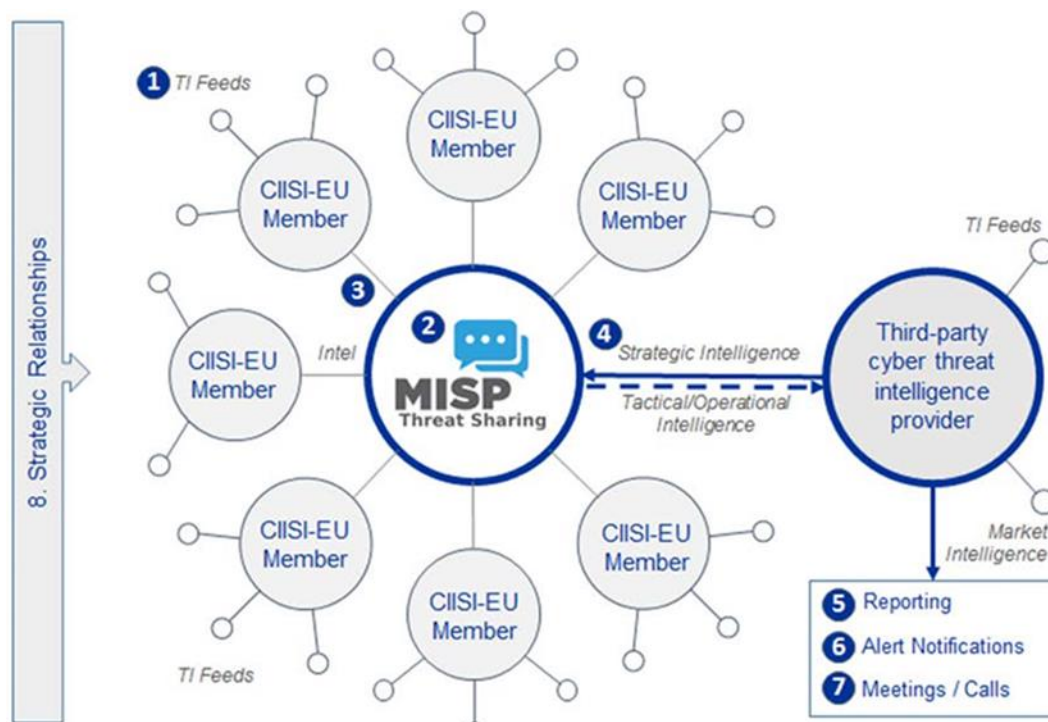 8. Strategic Relationships
1 TI Feeds
CIISI-EU
Member
CIISI-EU
Member
CIISI-EU
Member
CIISI-EU
Member
CIISI-EU
Member
CIISI-EU
Member
CIISI-EU
Member
TI Feeds
3
Intel
2
MISP
Threat Sharing
4
Strategic Intelligence
Tactical/Operational
Intelligence
TI Feeds
Third-party
cyber threat
intelligence
provider
Market
Intelligence
5 Reporting
6 Alert Notifications
7 Meetings / Calls